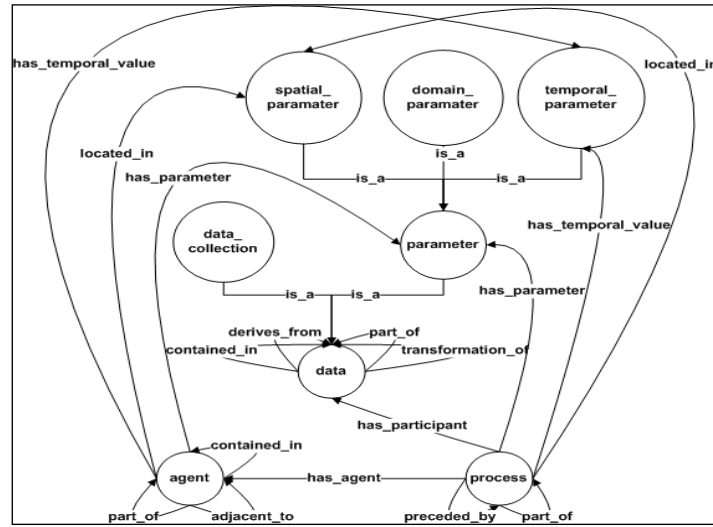 has_temporal_value
located_in
spatial_
paramater
domain_
paramater
temporal_
parameter
located_in
is_a
has_parameter
is_a
is_a
data_
collection
parameter
has_temporal_value
is_a
is_a
has_parameter
derives_from
part_of
contained_in
transformation_of
data
has_participant
contained_in
agent
has_agent
process
part_of
adjacent_to
preceded_by
part_of